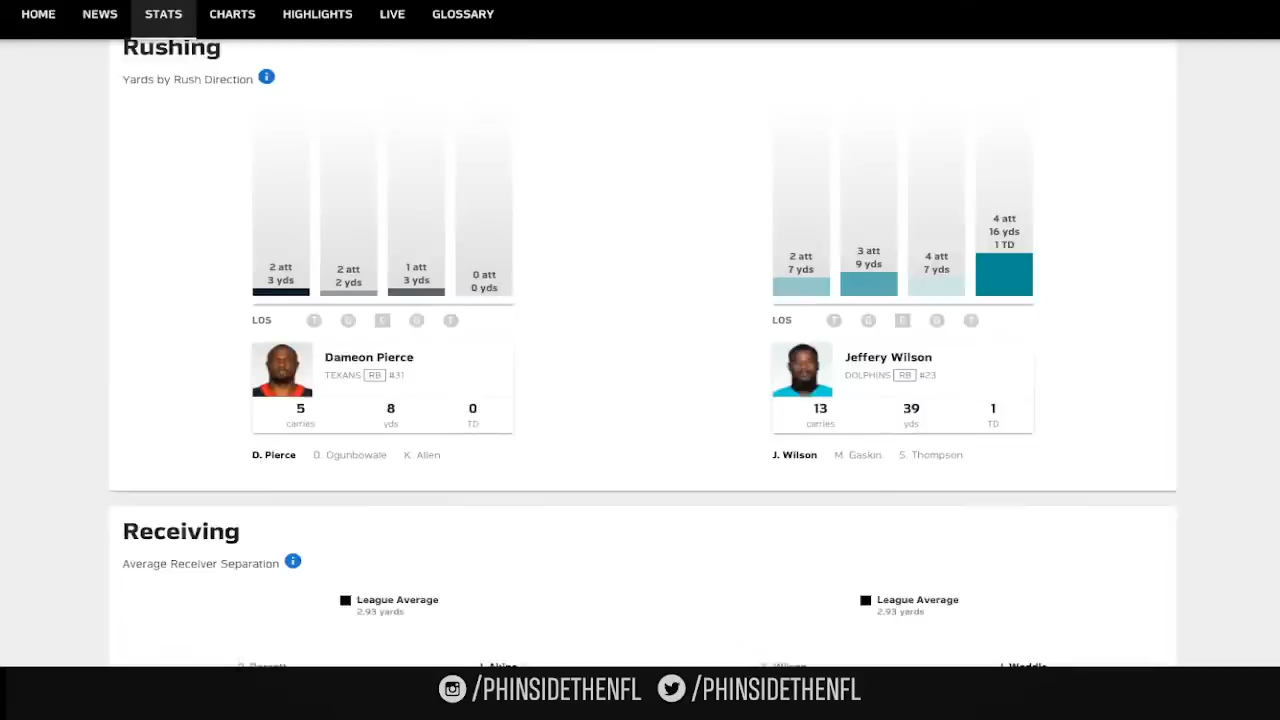 HOME NEWS STATS CHARTS HIGHLIGHTS LIVE GLOSSARY
Rushing
Yards by Rush Direction i
2 att
3 yds
2 att
2 yds
1 att
3 yds
0 att
0 yds
LOS T G C G T
Dameon Pierce
TEXANS RB #31
5 8 0
carries yds TD
D. Pierce D. Ogunbowale K. Allen
2 att
7 yds
3 att
9 yds
4 att
7 yds
4 att
16 yds
1 TD
LOS T G C G T
Jeffery Wilson
DOLPHINS RB #23
13 39 1
carries yds TD
J. Wilson M. Gaskin S. Thompson
Receiving
Average Receiver Separation i
League Average
2.93 yards
League Average
2.93 yards
/PHINSIDETHENFL /PHINSIDETHENFL